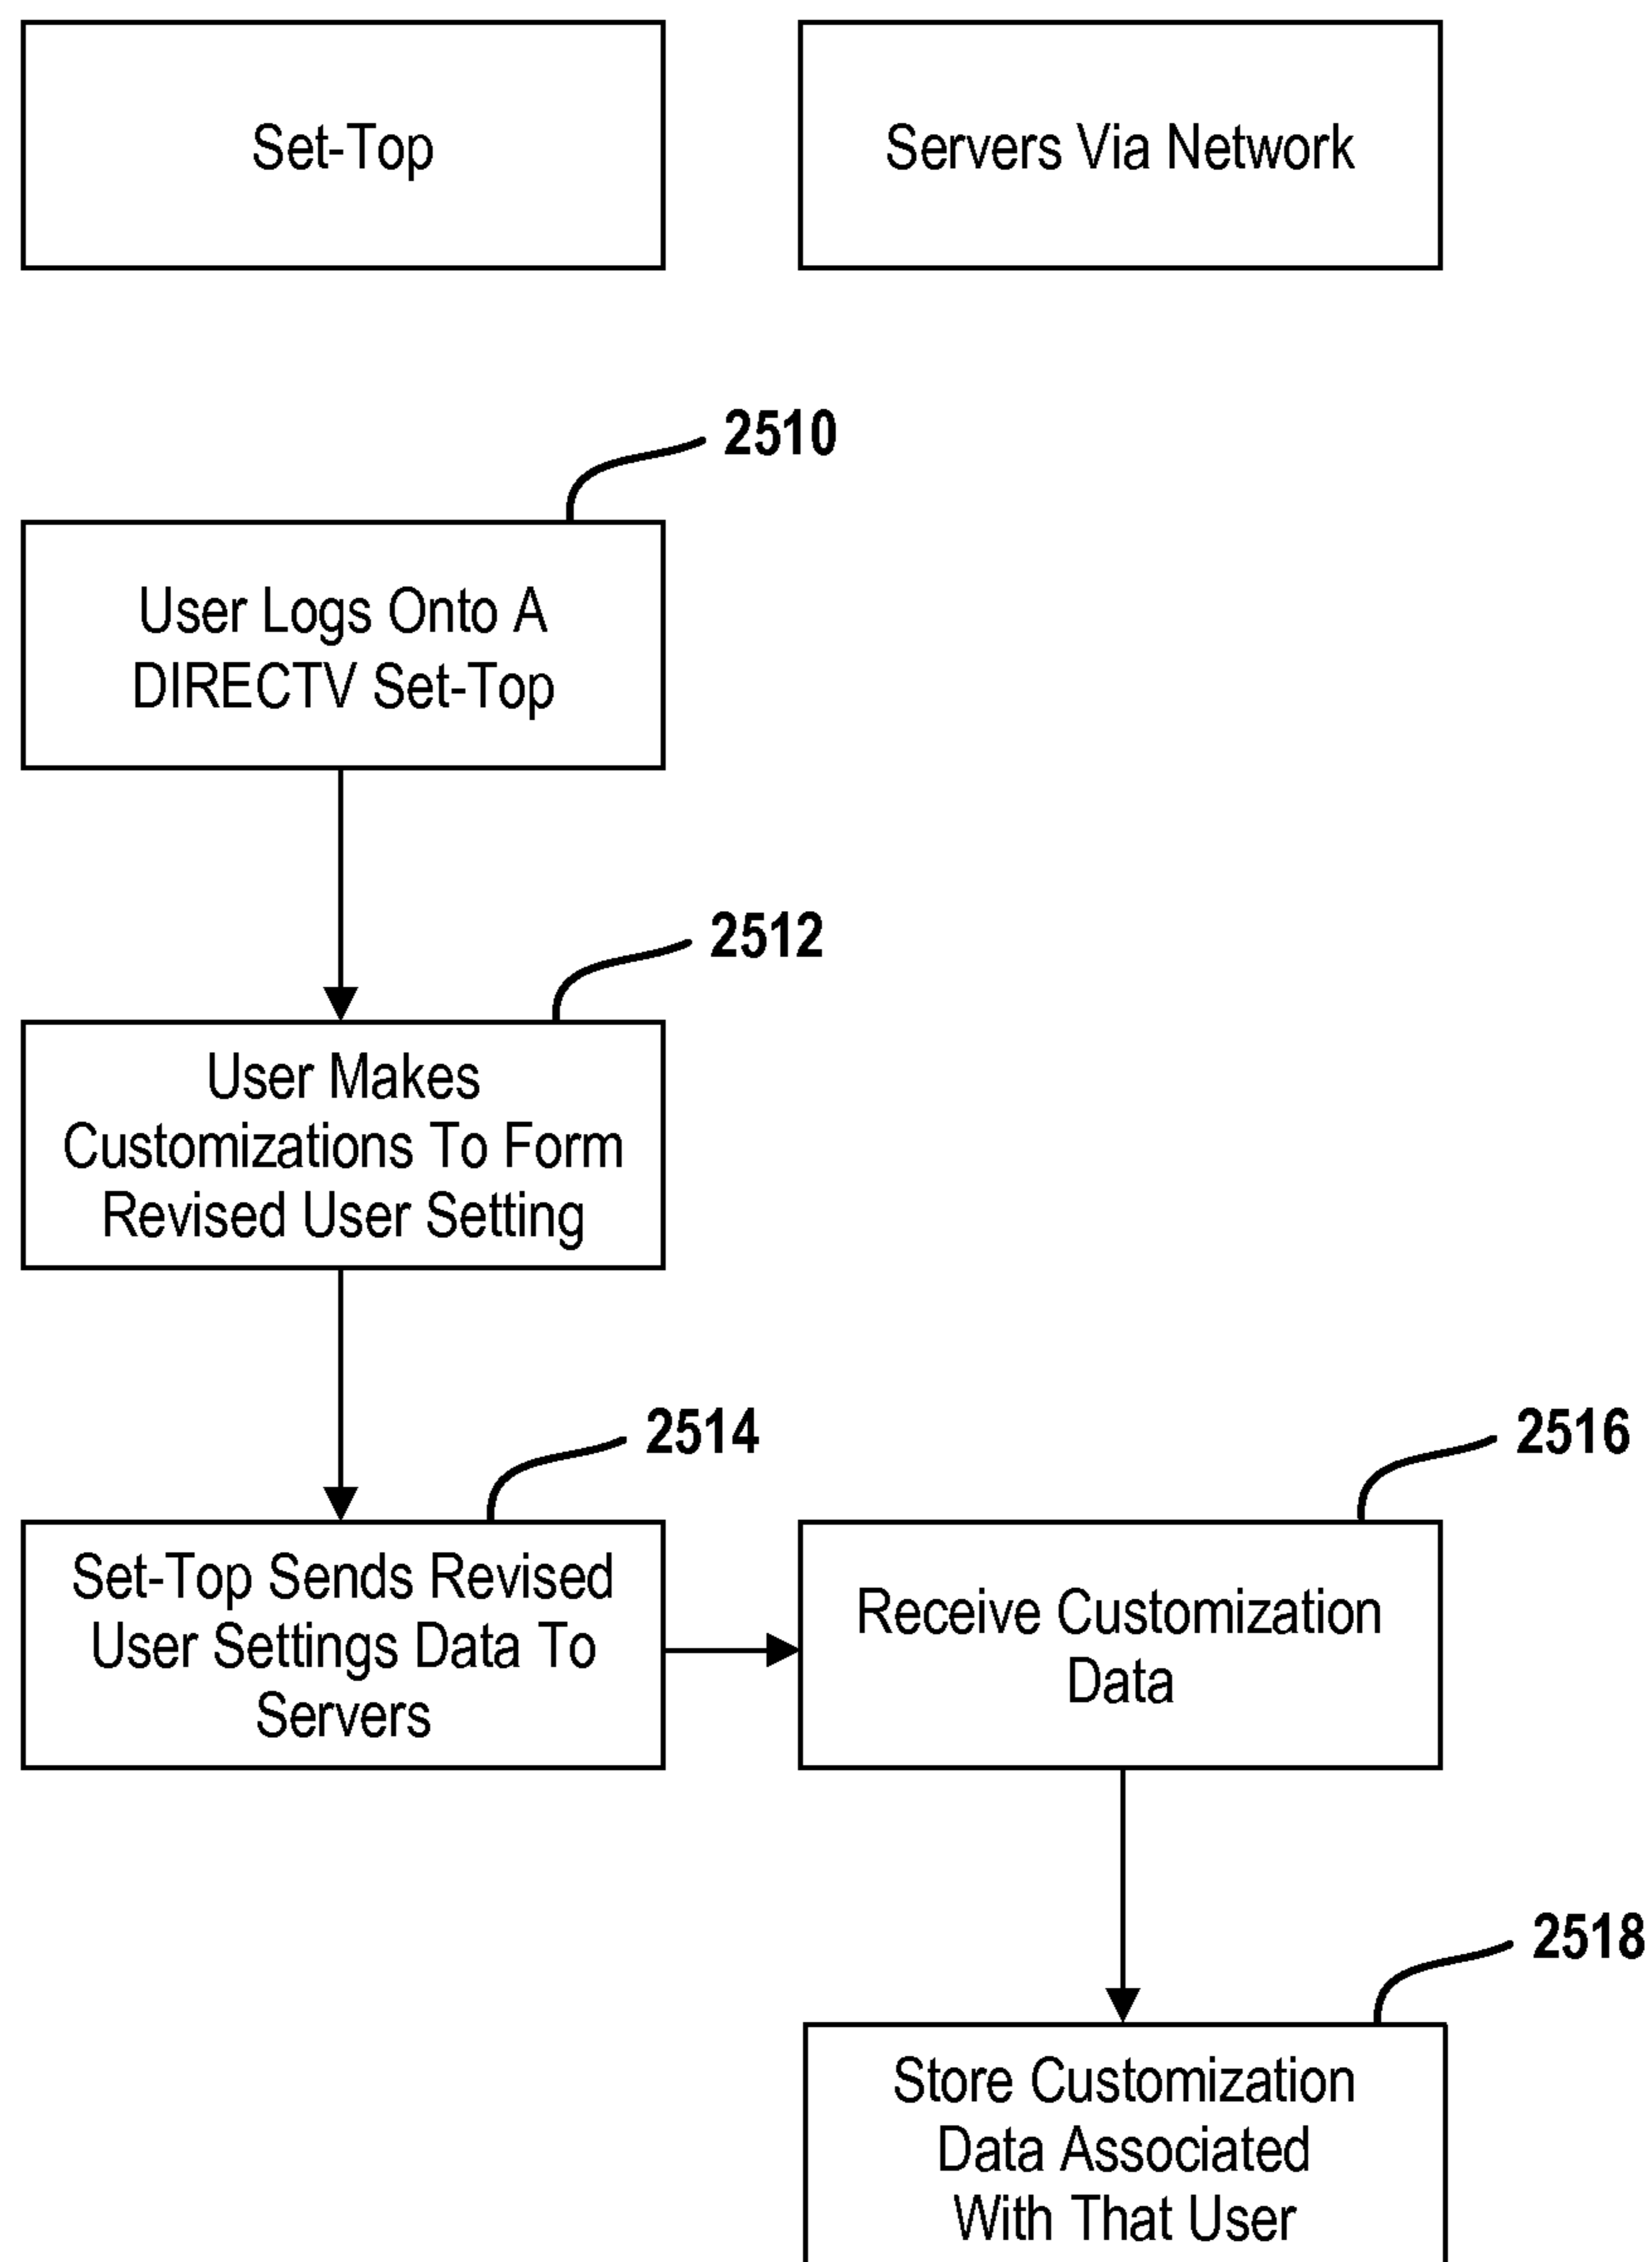 Set-Top
Servers Via Network
2510
User Logs Onto A
DIRECTV Set-Top
2512
User Makes
Customizations To Form
Revised User Setting
2514
Set-Top Sends Revised
User Settings Data To
Servers
2516
Receive Customization
Data
2518
Store Customization
Data Associated
With That User